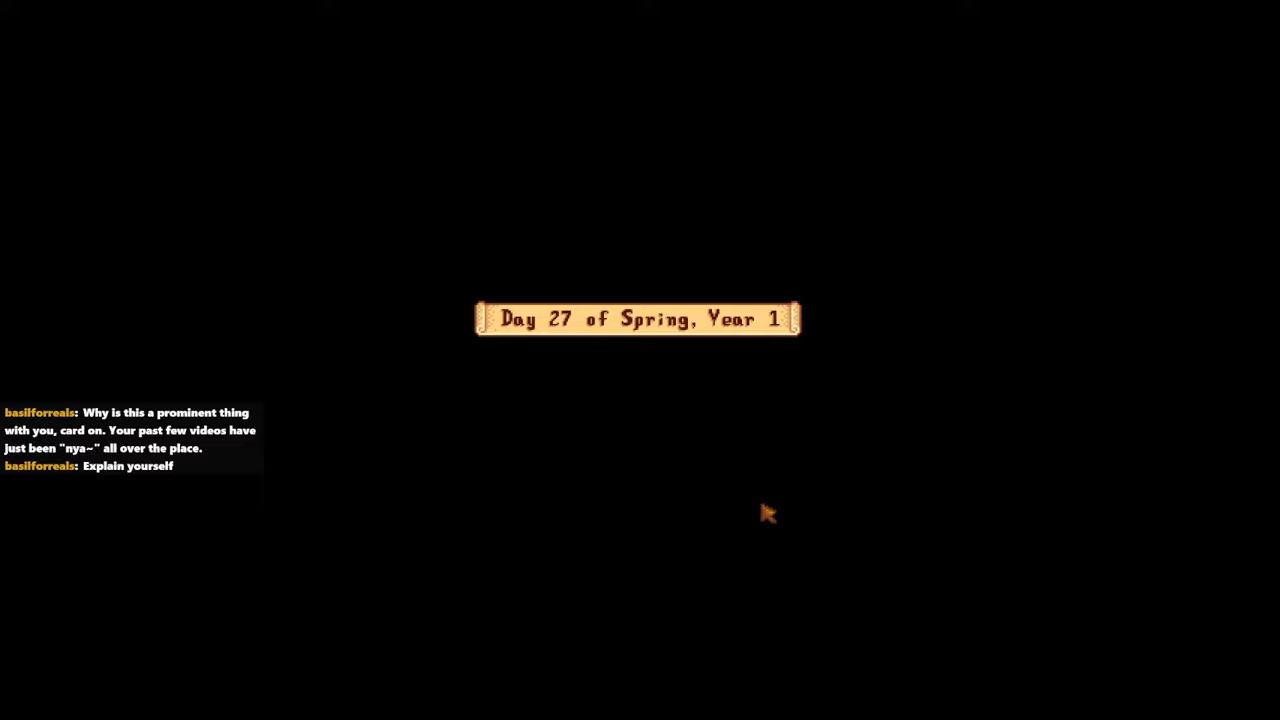 Day 27 of Spring, Year 1
basilforreals: Why is this a prominent thing
with you, card on. Your past few videos have
just been "nya~" all over the place.
basilforreals: Explain yourself